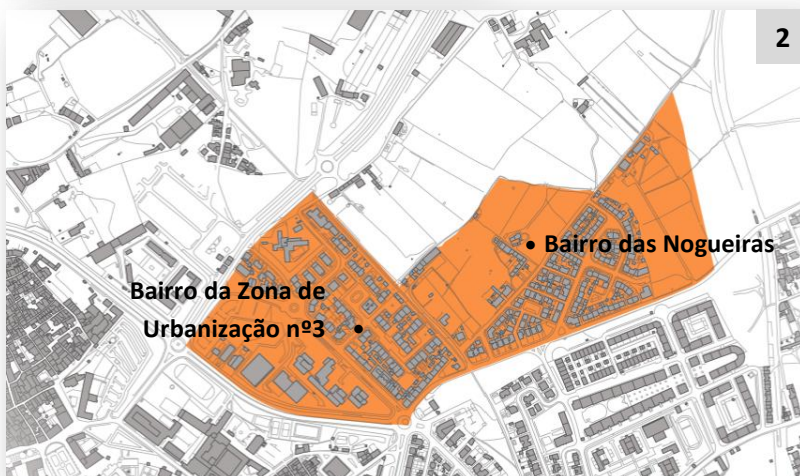 2
• Bairro das Nogueiras
Bairro da Zona de
Urbanização nº3 •